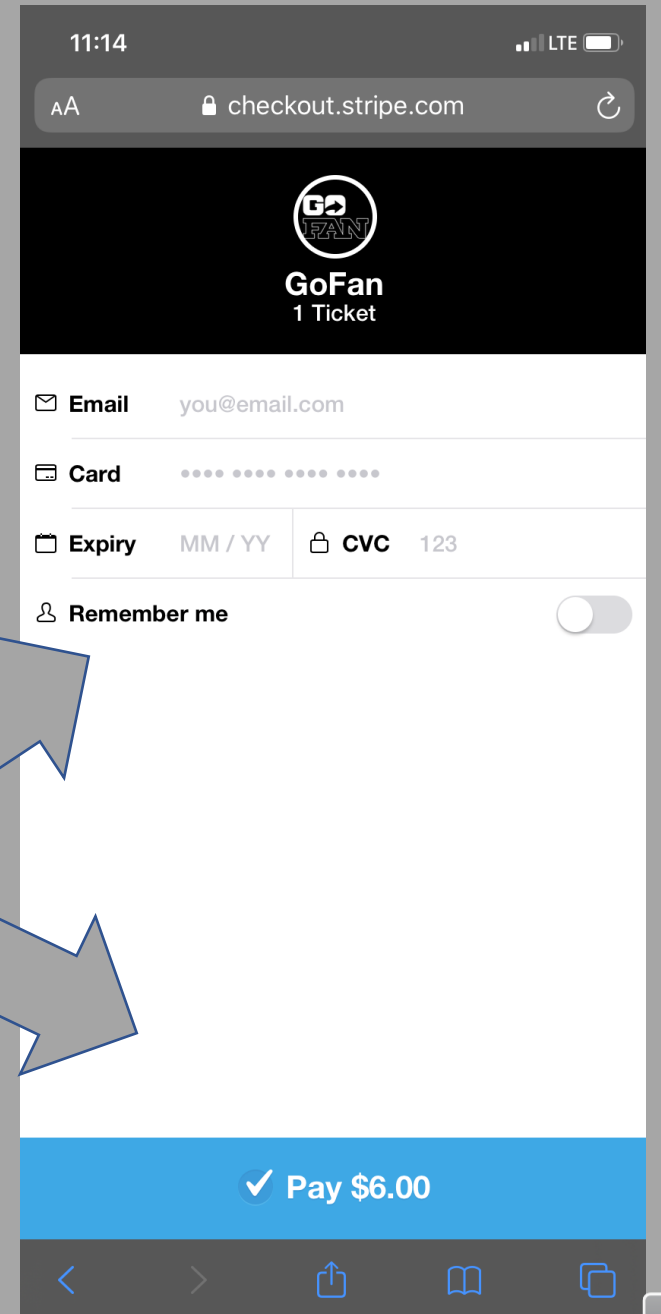 11:14 LTE
AA checkout.stripe.com
GO
FAN
GoFan
1 Ticket
Email you@email.com
Card •••• •••• •••• ••••
Expiry MM / YY CVC 123
Remember me
Pay $6.00